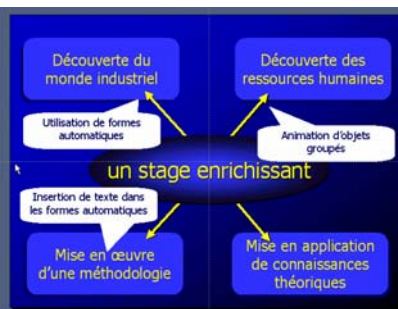 Découverte du
monde industriel
Découverte des
ressources humaines
Utilisation de formes
automatiques
Animation d'objets
groupés
un stage enrichissant
Insertion de texte dans
les formes automatiques
Mise en œuvre
d'une méthodologie
Mise en application
de connaissances
théoriques